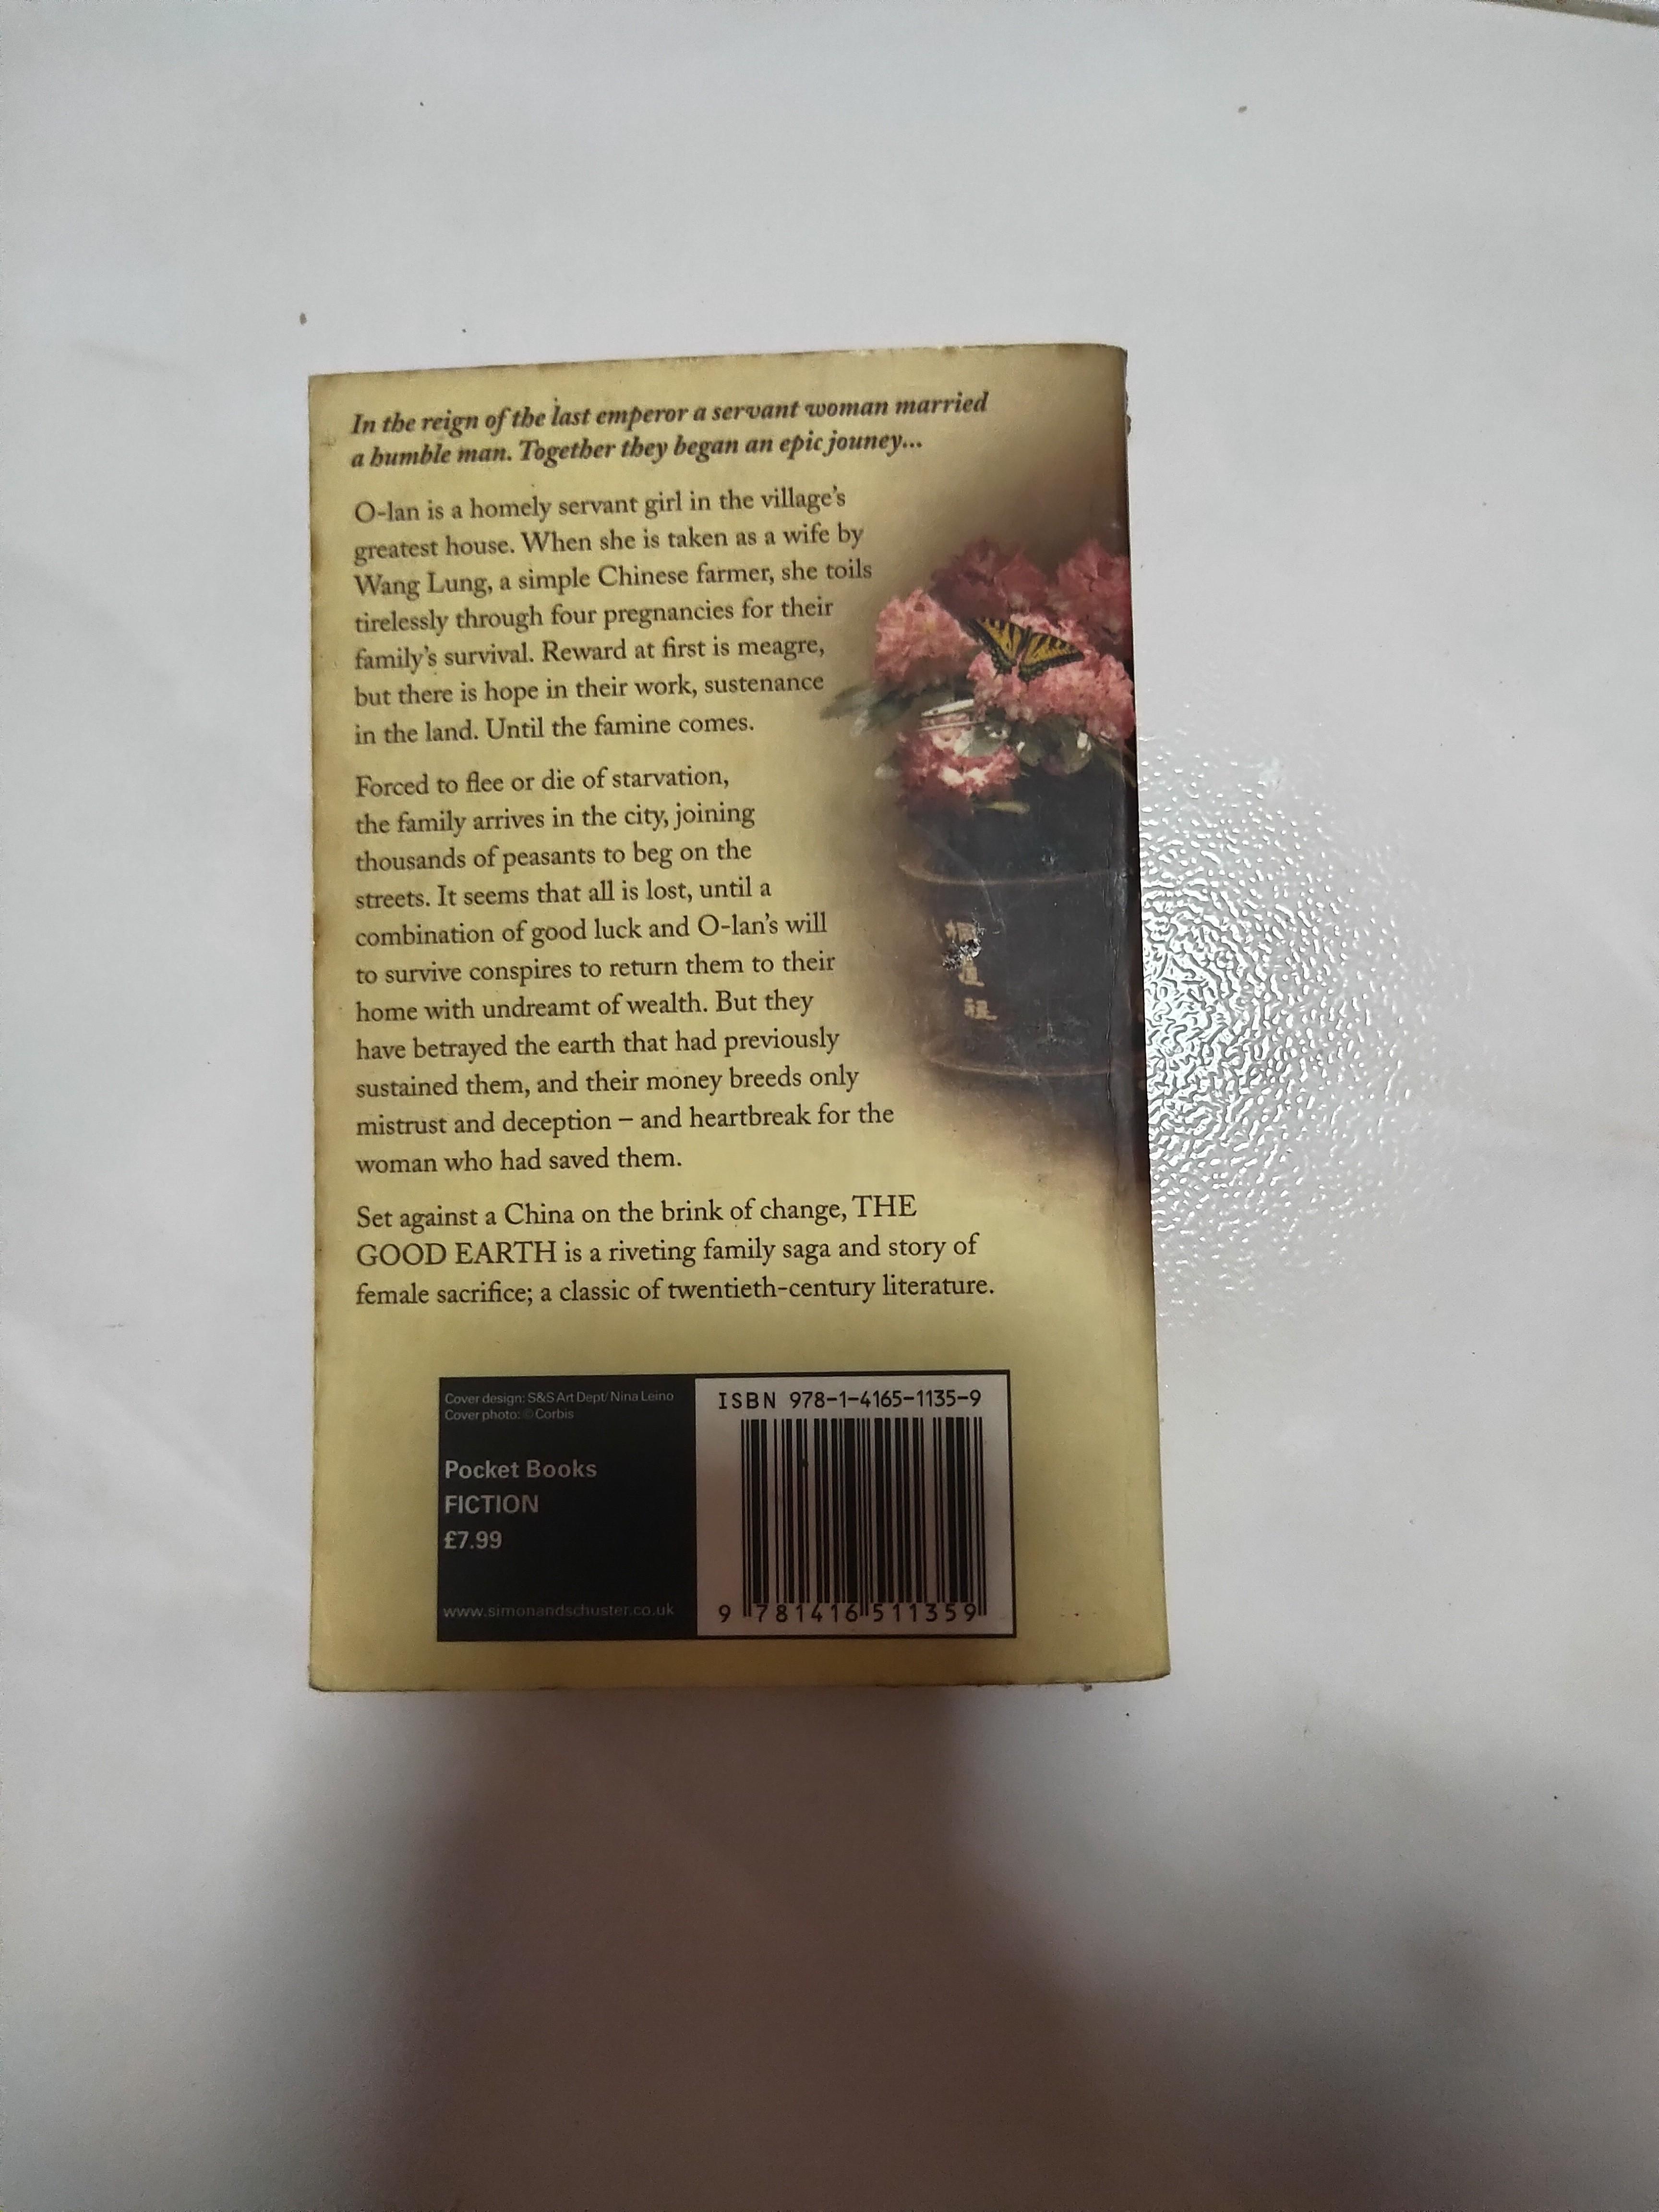 In the reign of the last emperor a servant woman married
a humble man. Together they began an epic jouney...
O-lan is a homely servant girl in the village's
greatest house. When she is taken as a wife by
Wang Lung, a simple Chinese farmer, she toils
tirelessly through four pregnancies for their
family's survival. Reward at first is meagre,
but there is hope in their work, sustenance
in the land. Until the famine comes.
Forced to flee or die of starvation,
the family arrives in the city, joining
thousands of peasants to beg on the
streets. It seems that all is lost, until a
combination of good luck and O-lan's will
to survive conspires to return them to their
home with undreamt of wealth. But they
have betrayed the earth that had previously
sustained them, and their money breeds only
mistrust and deception – and heartbreak for the
woman who had saved them.
Set against a China on the brink of change, THE
GOOD EARTH is a riveting family saga and story of
female sacrifice; a classic of twentieth-century literature.
Cover design: S&S Art Dept/ Nina Leino
Cover photo: © Corbis
Pocket Books
FICTION
£7.99
www.simonandschuster.co.uk
ISBN 978-1-4165-1135-9
9 781416 511359